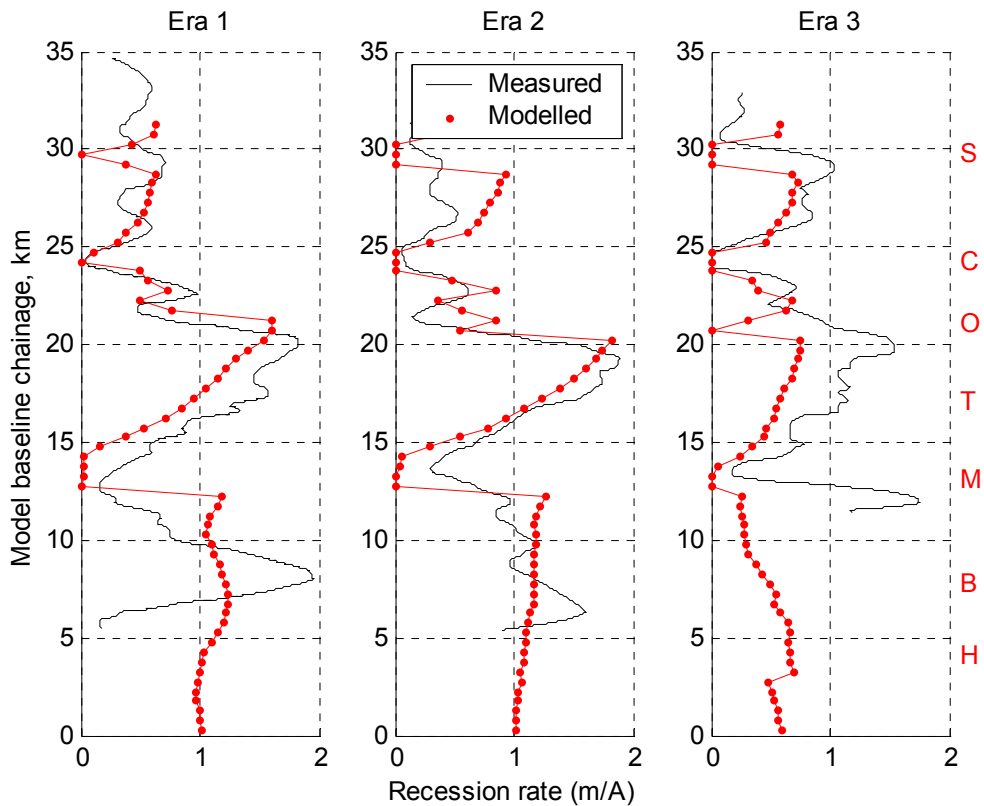 Era 1
Era 2
Era 3
Measured
Modelled
Model baseline chainage, km
35
30
25
20
15
10
5
0
0 1 2
35
30
25
20
15
10
5
0
0 1 2
35
30
25
20
15
10
5
0
0 1 2
S
C
O
T
M
B
H
Recession rate (m/A)